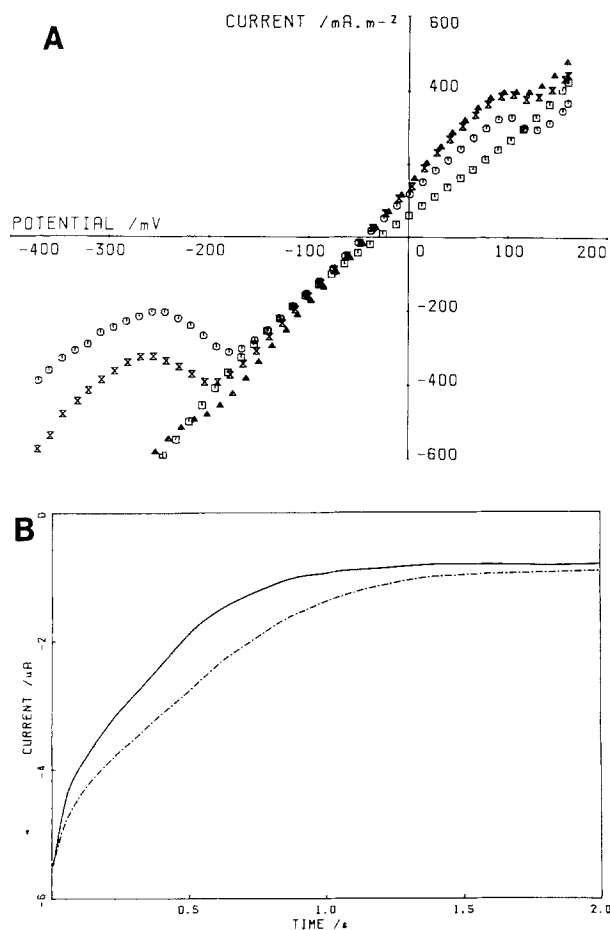 A
CURRENT /mA.m-2
600
400
POTENTIAL /mV
-400 -300 -200 -100 0 100 200
-200
-400
-600
B
0
-2
-4
-6
CURRENT /uA
0.5 1.0 1.5 2.0
TIME /s